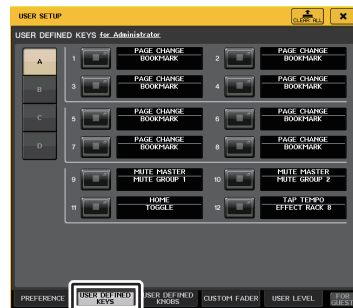 USER SETUP
CLEAR ALL
USER DEFINED KEYS for Administrator
A
B
C
D
1
PAGE CHANGE
BOOKMARK
2
PAGE CHANGE
BOOKMARK
3
PAGE CHANGE
BOOKMARK
4
PAGE CHANGE
BOOKMARK
5
PAGE CHANGE
BOOKMARK
6
PAGE CHANGE
BOOKMARK
7
PAGE CHANGE
BOOKMARK
8
PAGE CHANGE
BOOKMARK
9
MUTE MASTER
MUTE GROUP 1
10
MUTE MASTER
MUTE GROUP 2
11
HOME
TOGGLE
12
TAP TEMPO
EFFECT RACK 8
PREFERENCE
USER DEFINED
KEYS
USER DEFINED
KNOBS
CUSTOM FADER
USER LEVEL
FOR
GUEST